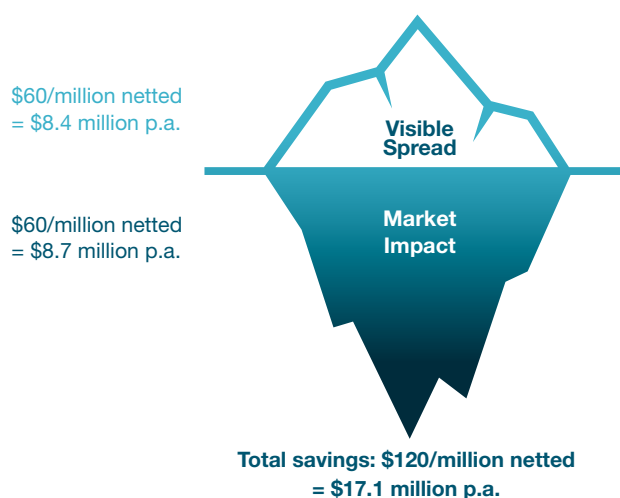 $60/million netted
= $8.4 million p.a.
Visible
Spread
$60/million netted
= $8.7 million p.a.
Market
Impact
Total savings: $120/million netted
= $17.1 million p.a.